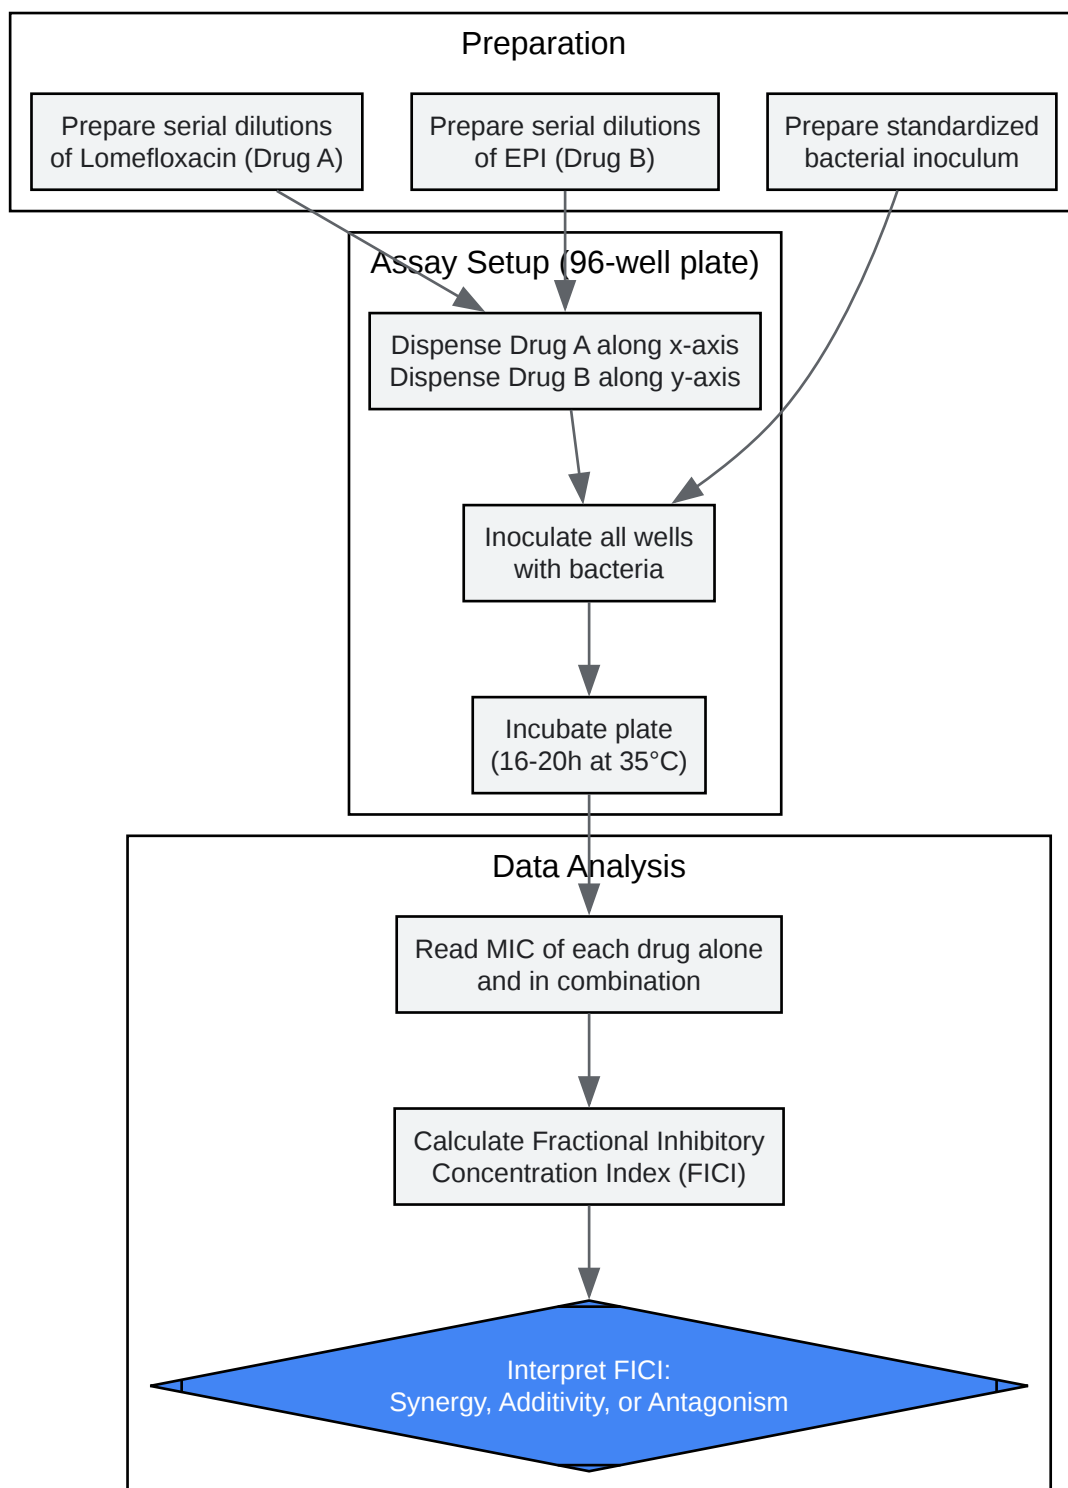 Preparation
Prepare serial dilutions
of Lomefloxacin (Drug A)
Prepare serial dilutions
of EPI (Drug B)
Prepare standardized
bacterial inoculum
Assay Setup (96-well plate)
Dispense Drug A along x-axis
Dispense Drug B along y-axis
Inoculate all wells
with bacteria
Incubate plate
(16-20h at 35°C)
Data Analysis
Read MIC of each drug alone
and in combination
Calculate Fractional Inhibitory
Concentration Index (FICI)
Interpret FICI:
Synergy, Additivity, or Antagonism